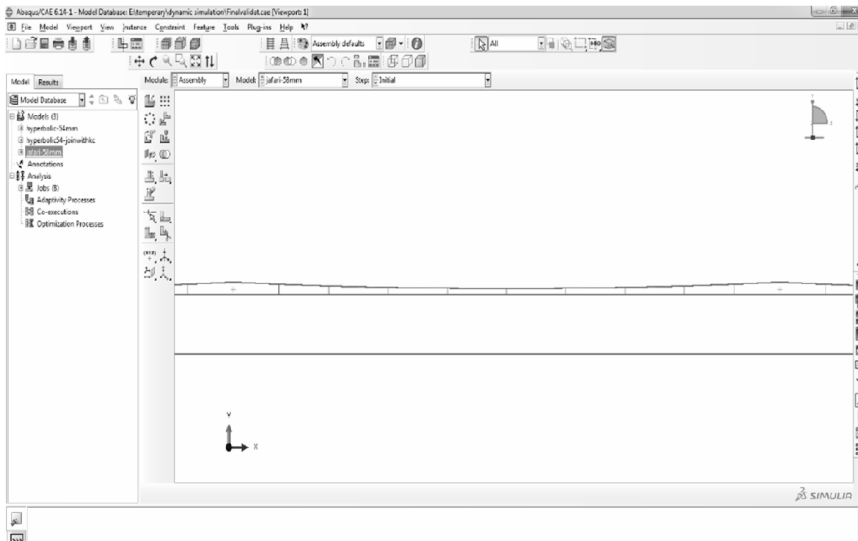 Abaqus/CAE 6.14-1 - Model Database: E:\temporary\dynamic simulation\Finalvalidat.cae [Viewport: 1]
File Model Viewport View Instance Constraint Feature Tools Plug-ins Help
Assembly defaults
All
Model Results
Module: Assembly Model: jafari-58mm Step: Initial
Model Database
Models (3)
hyperbolic-54mm
hyperbolic54-joinwithkc
jafari-58mm
Annotations
Analysis
Jobs (8)
Adaptivity Processes
Co-executions
Optimization Processes
Y
X
SIMULIA